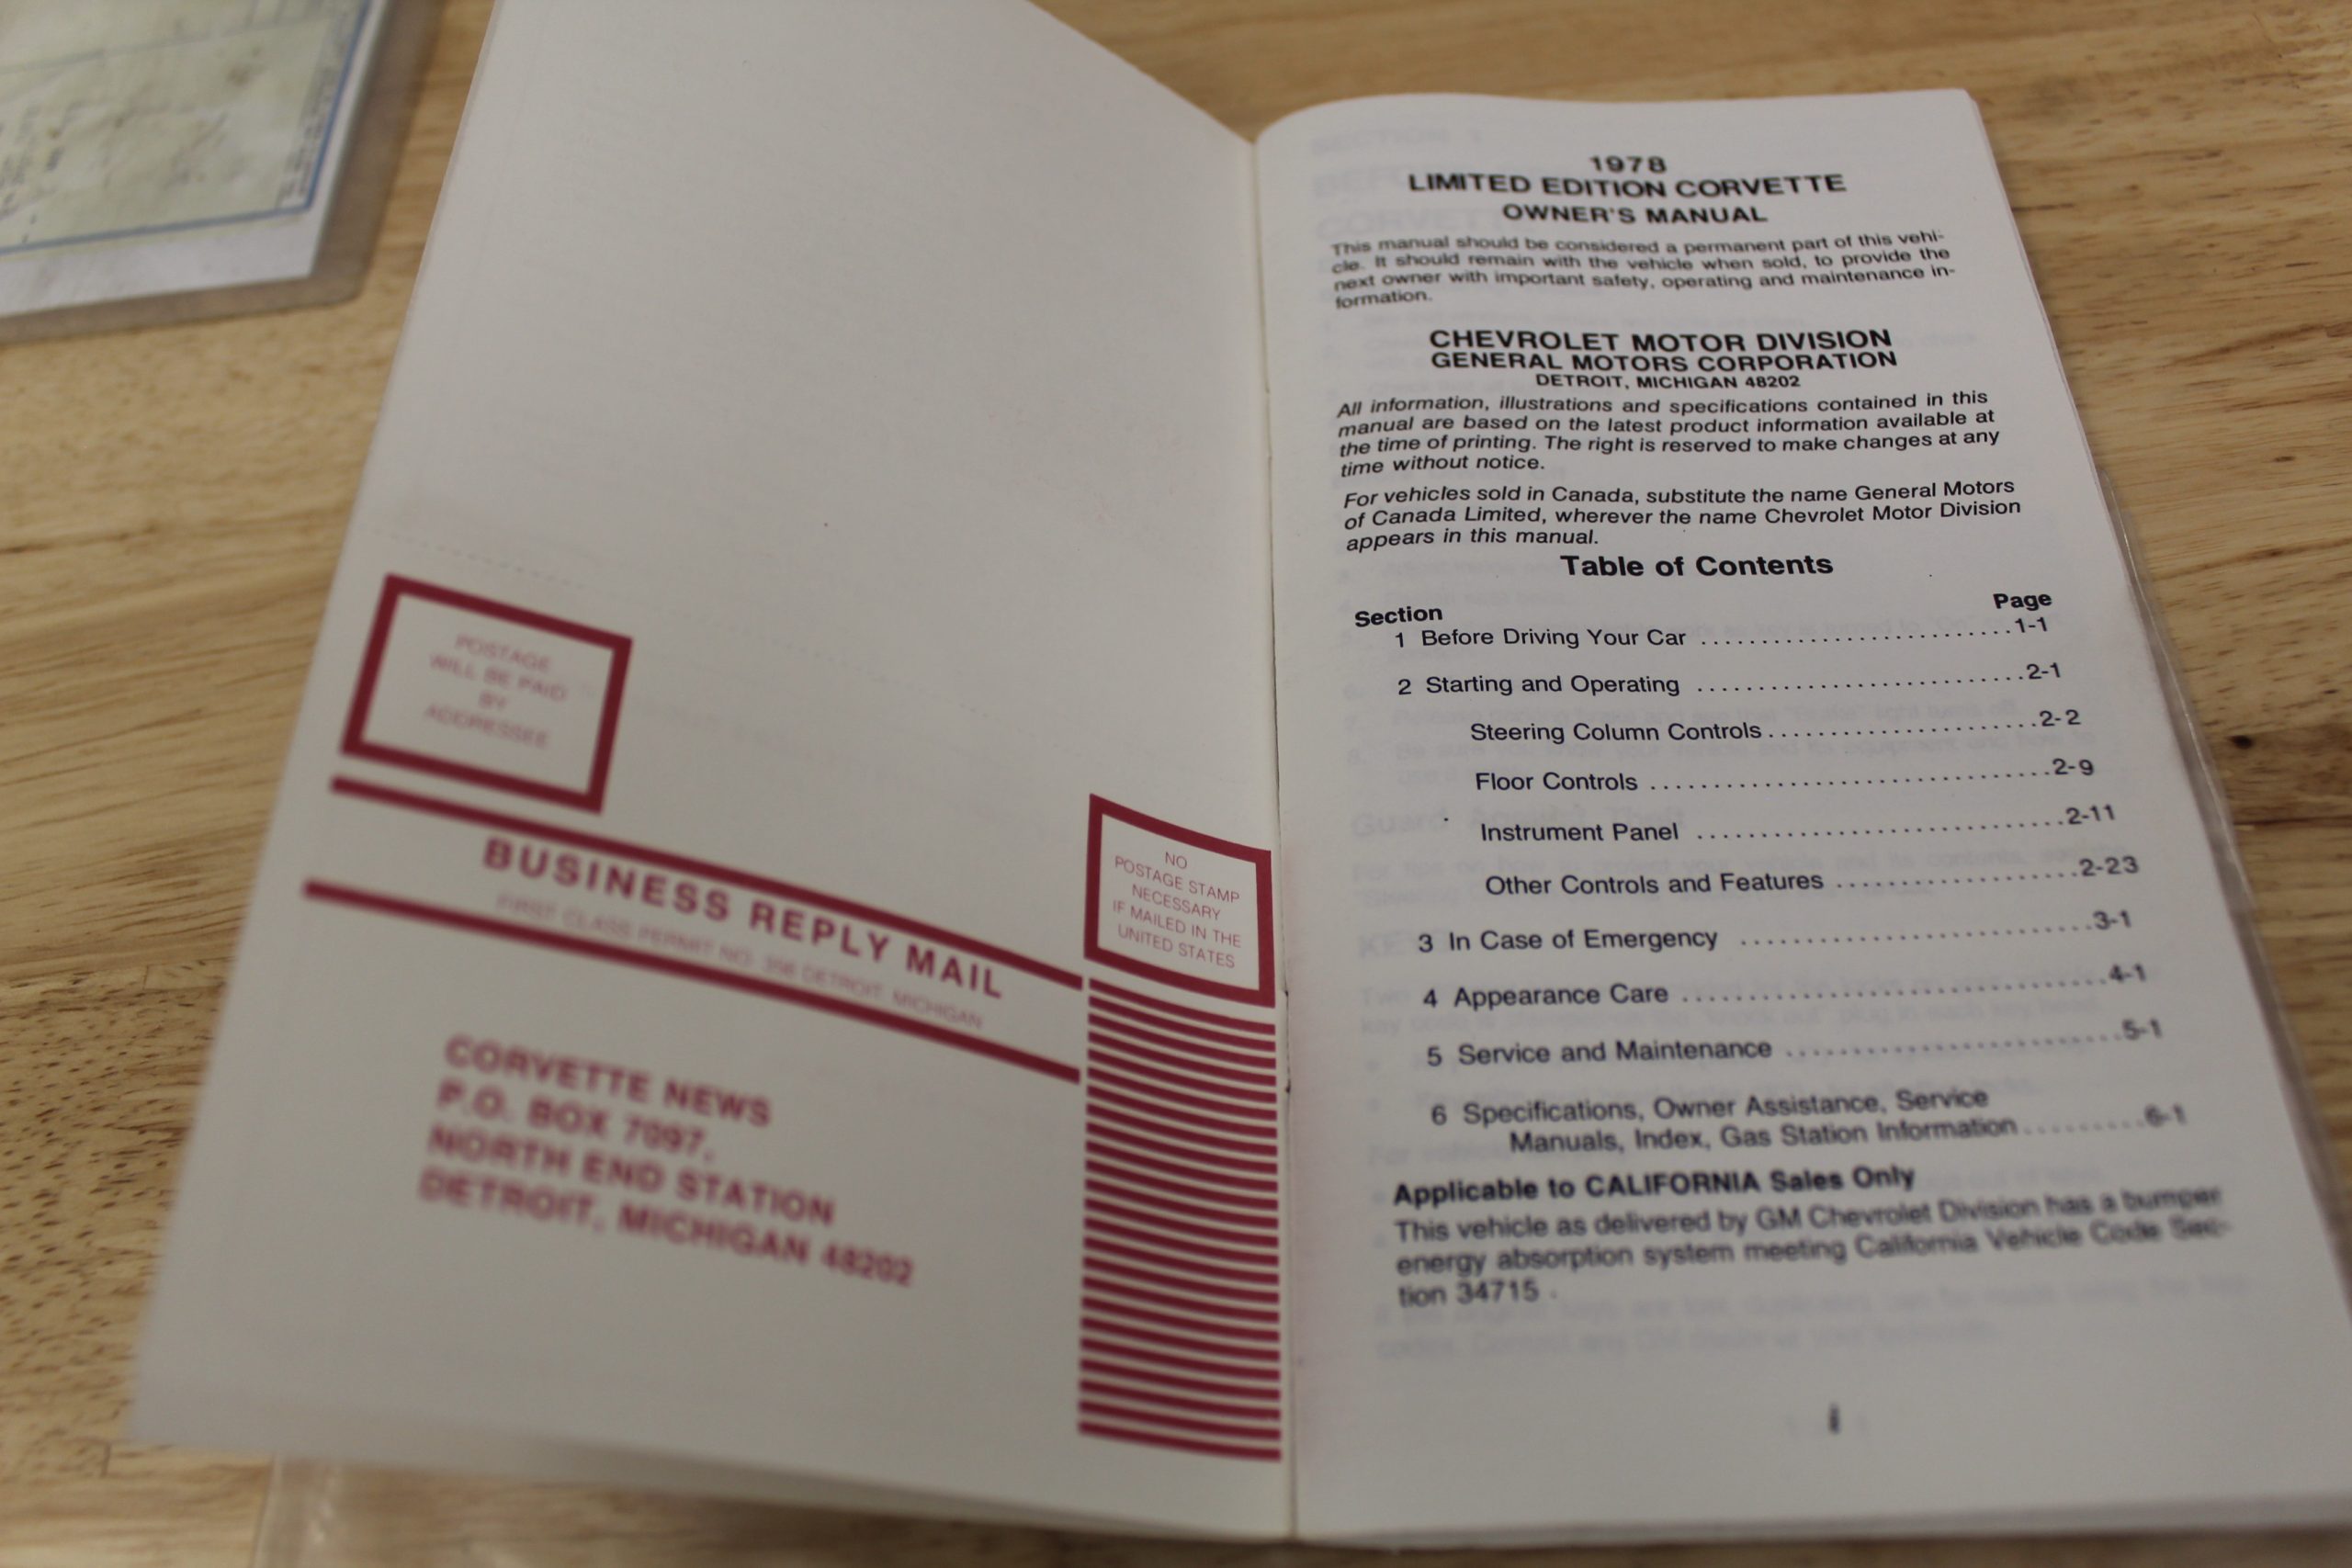 POSTAGE
WILL BE PAID
BY
ADDRESSEE
NO
POSTAGE STAMP
NECESSARY
IF MAILED IN THE
UNITED STATES
BUSINESS REPLY MAIL
FIRST CLASS PERMIT NO. DETROIT, MICHIGAN
CORVETTE NEWS
P.O. BOX 7097,
NORTH END STATION
DETROIT, MICHIGAN 48202
1978
LIMITED EDITION CORVETTE
OWNER'S MANUAL
This manual should be considered a permanent part of this vehi-
cle. It should remain with the vehicle when sold, to provide the
next owner with important safety, operating and maintenance in-
formation.
CHEVROLET MOTOR DIVISION
GENERAL MOTORS CORPORATION
DETROIT, MICHIGAN 48202
All information, illustrations and specifications contained in this
manual are based on the latest product information available at
the time of printing. The right is reserved to make changes at any
time without notice.
For vehicles sold in Canada, substitute the name General Motors
of Canada Limited, wherever the name Chevrolet Motor Division
appears in this manual.
Table of Contents
Section Page
1 Before Driving Your Car ............................1-1
2 Starting and Operating ............................2-1
Steering Column Controls......................2-2
Floor Controls ................................2-9
Instrument Panel .............................2-11
Other Controls and Features ...................2-23
3 In Case of Emergency ............................3-1
4 Appearance Care ..................................4-1
5 Service and Maintenance ..........................5-1
6 Specifications, Owner Assistance, Service
Manuals, Index, Gas Station Information.........6-1
Applicable to CALIFORNIA Sales Only
This vehicle as delivered by GM Chevrolet Division has a bumper
energy absorption system meeting California Vehicle Code Sec-
tion 34715 .
i